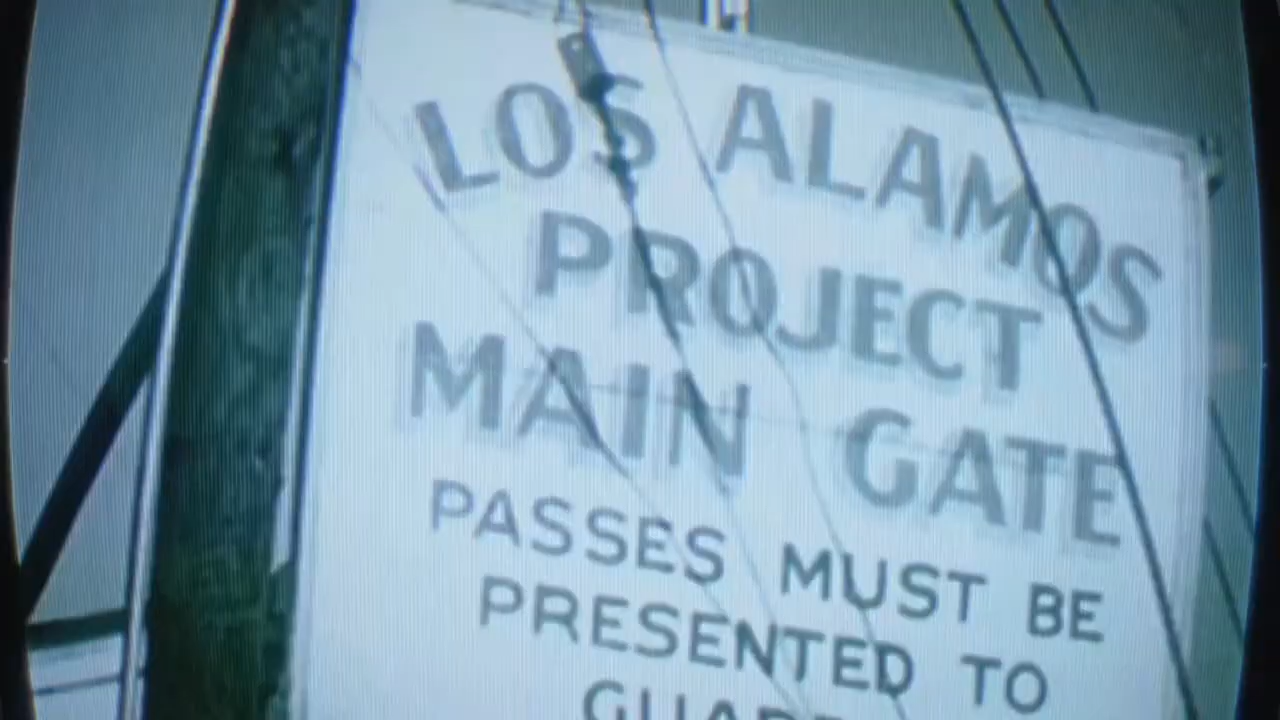 LOS ALAMOS
PROJECT
MAIN GATE
PASSES MUST BE
PRESENTED TO